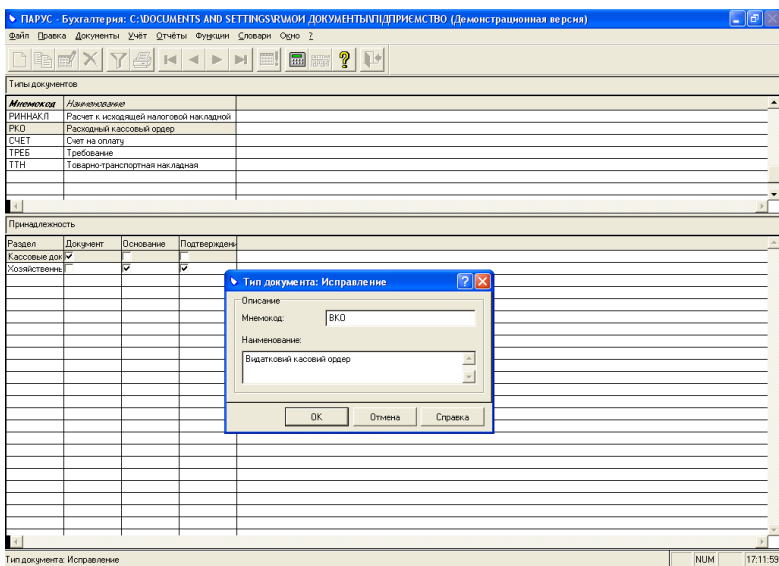 ПАРУС - Бухгалтерия: C:\DOCUMENTS AND SETTINGS\R\МОИ ДОКУМЕНТЫ\ПІДПРИЄМСТВО (Демонстрационная версия)
Файл Правка Документы Учёт Отчёты Функции Словари Окно ?
Типы документов
Мнемокод Наименование
РИННАКЛ Расчет к исходящей налоговой накладной
РКО Расходный кассовый ордер
СЧЕТ Счет на оплату
ТРЕБ Требование
ТТН Товарно-транспортная накладная
Принадлежность
Раздел Документ Основание Подтвержден
Кассовые док
Хозяйственнь
Тип документа: Исправление
Описание
Мнемокод: ВКО
Наименование:
Видатковий касовий ордер
OK Отмена Справка
Тип документа: Исправление NUM 17:11:59